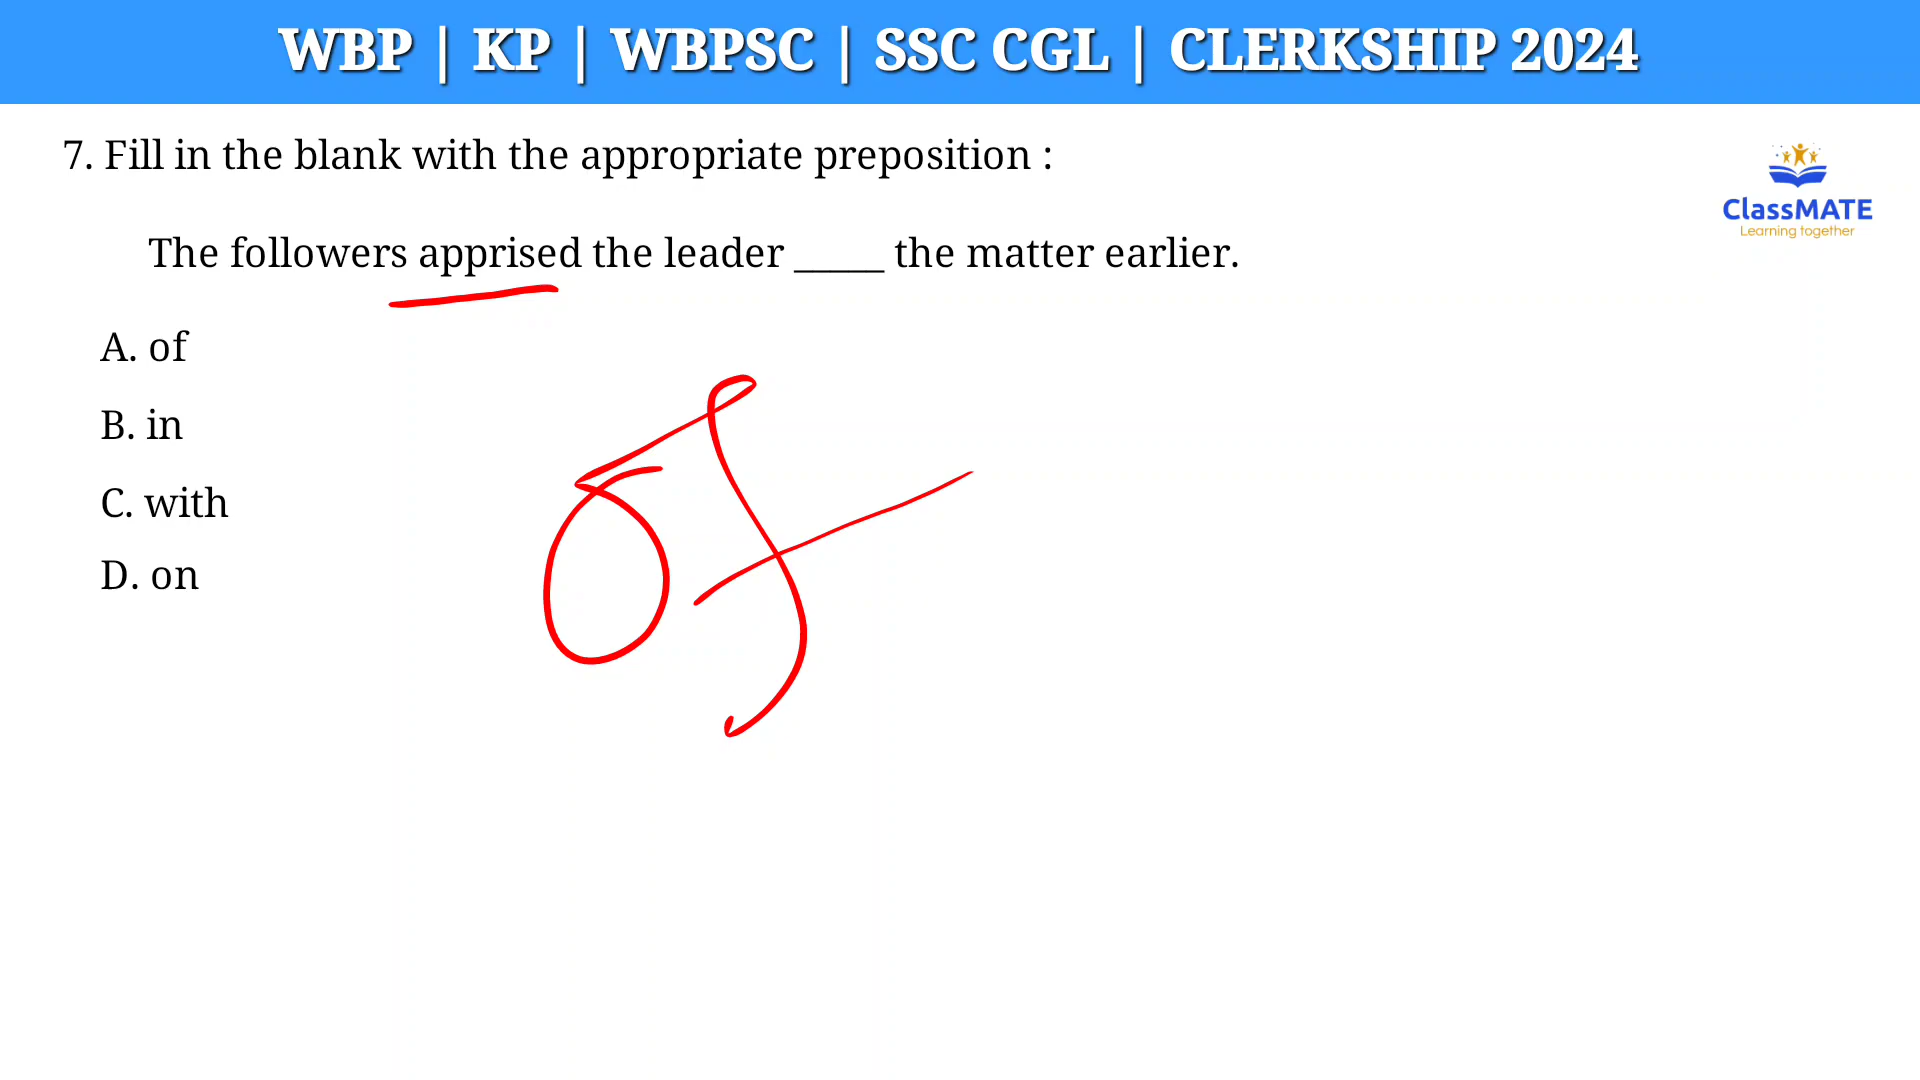 WBP | KP | WBPSC | SSC CGL | CLERKSHIP 2024
7. Fill in the blank with the appropriate preposition :
ClassMATE
Learning together
The followers apprised the leader _____ the matter earlier.
A. of
B. in
C. with
D. on
of